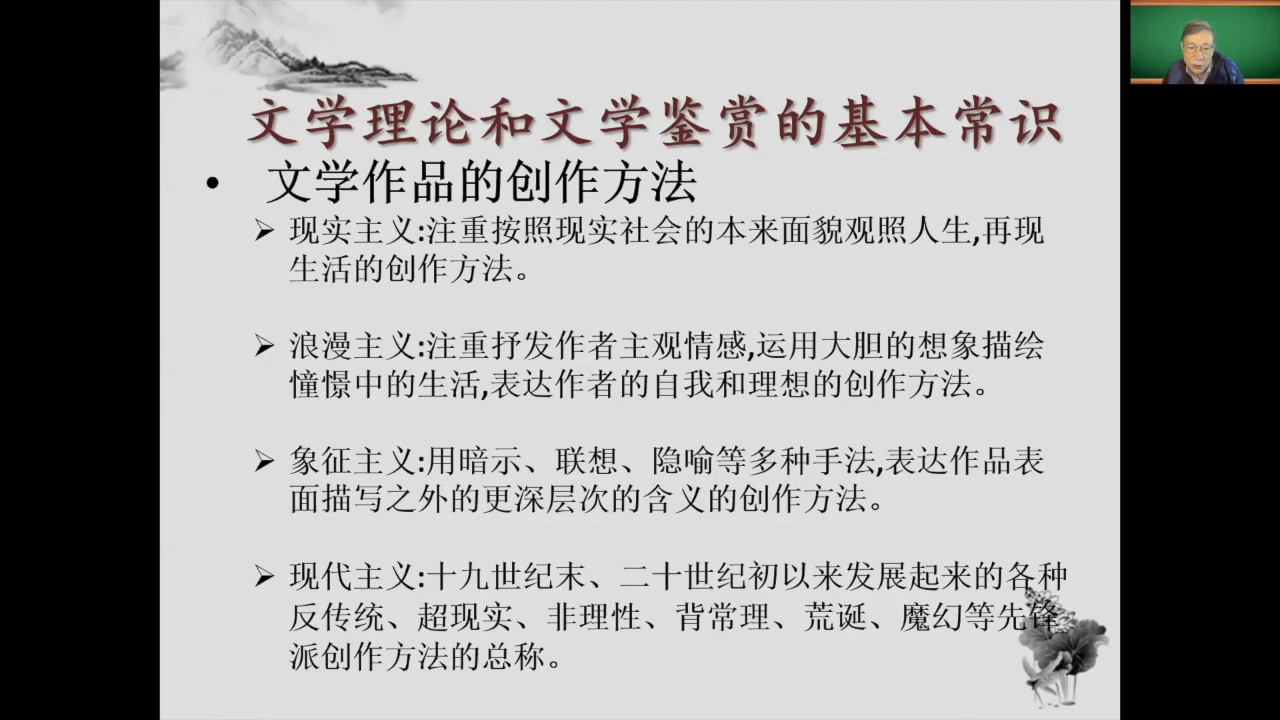 文学理论和文学鉴赏的基本常识
• 文学作品的创作方法
➢ 现实主义:注重按照现实社会的本来面貌观照人生,再现
生活的创作方法。
➢ 浪漫主义:注重抒发作者主观情感,运用大胆的想象描绘
憧憬中的生活,表达作者的自我和理想的创作方法。
➢ 象征主义:用暗示、联想、隐喻等多种手法,表达作品表
面描写之外的更深层次的含义的创作方法。
➢ 现代主义:十九世纪末、二十世纪初以来发展起来的各种
反传统、超现实、非理性、背常理、荒诞、魔幻等先锋
派创作方法的总称。